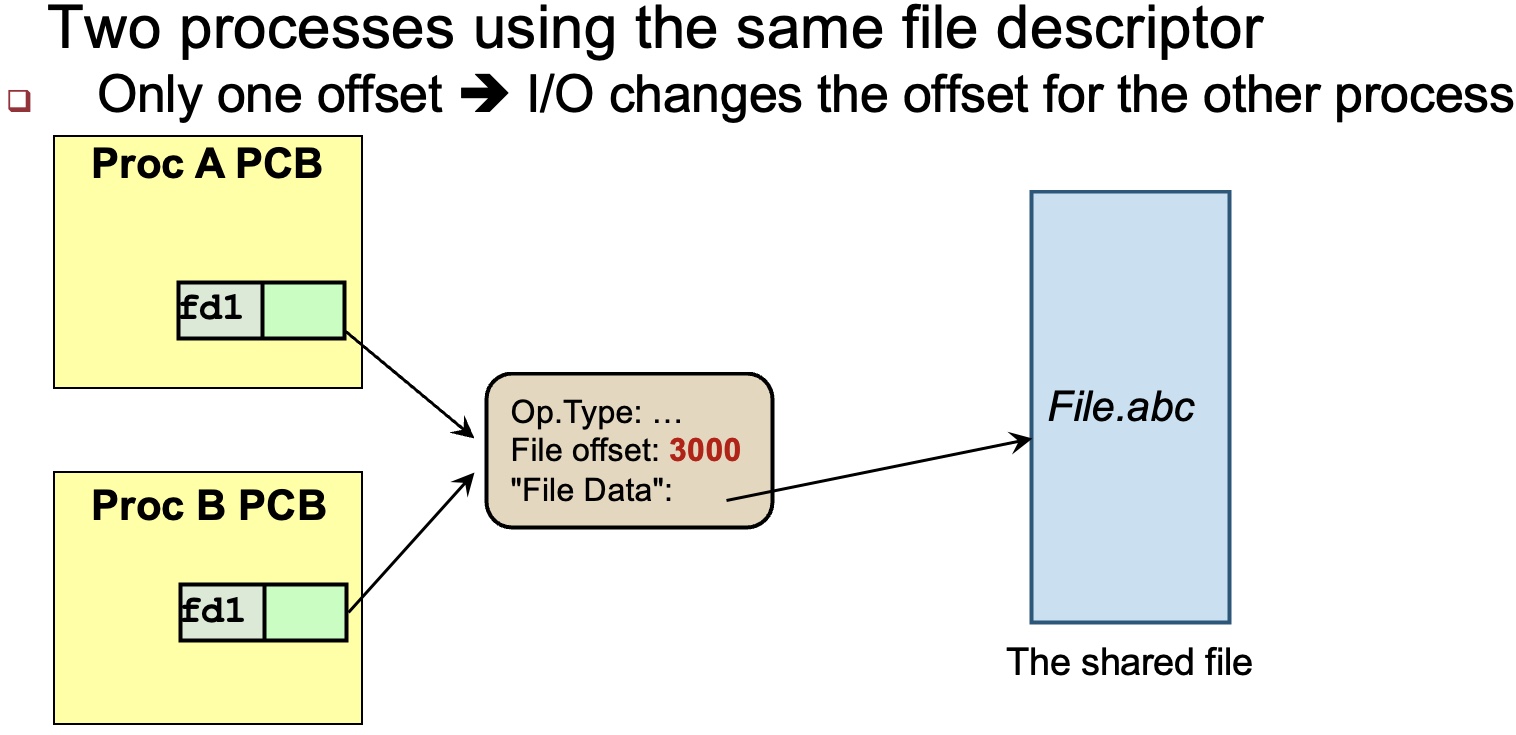 Two processes using the same file descriptor
❑ Only one offset ➔ I/O changes the offset for the other process
Proc A PCB
fd1
Op.Type: ...
File offset: 3000
"File Data":
File.abc
Proc B PCB
fd1
The shared file